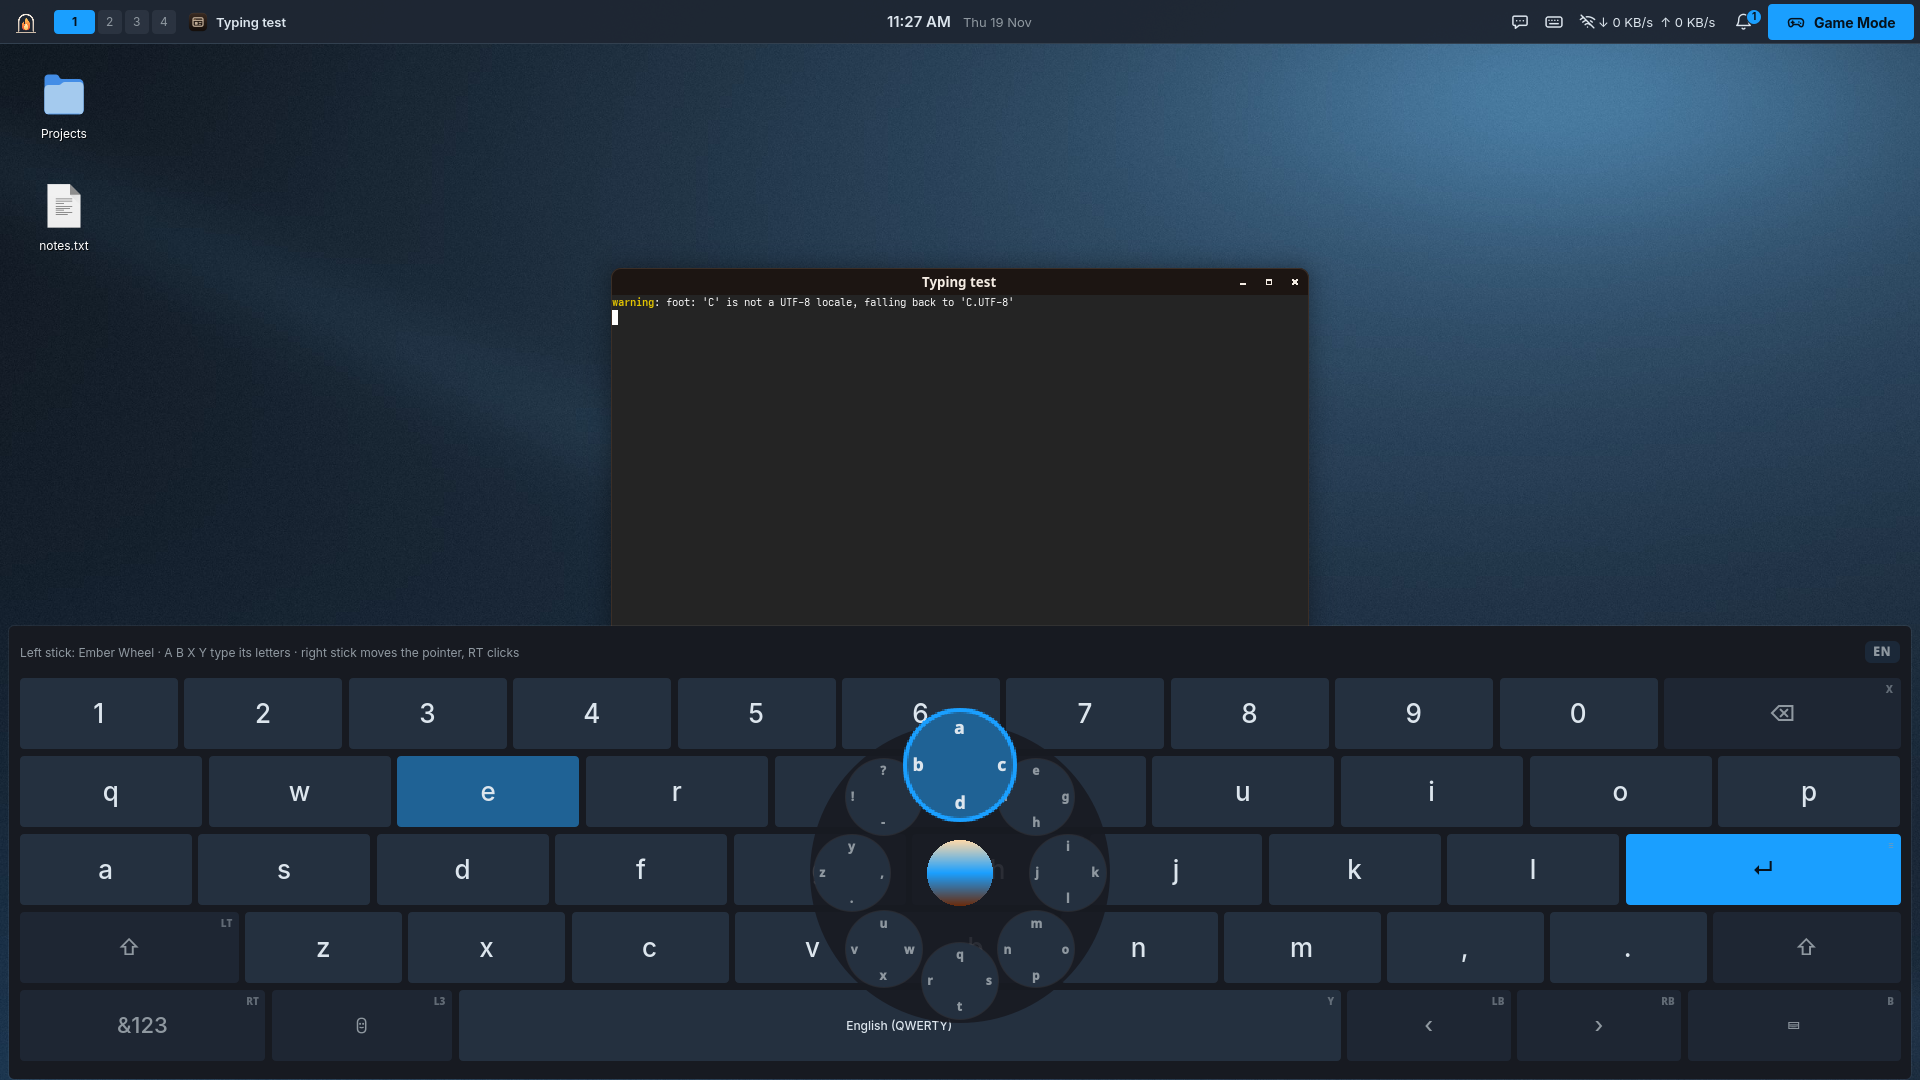 1 2 3 4 Typing test
11:27 AM Thu 19 Nov
↓ 0 KB/s ↑ 0 KB/s
1
Game Mode
Projects
notes.txt
Typing test
warning: foot: 'C' is not a UTF-8 locale, falling back to 'C.UTF-8'
Left stick: Ember Wheel · A B X Y type its letters · right stick moves the pointer, RT clicks
EN
1 2 3 4 5 6 7 8 9 0 X
q w e r u i o p
a s d f h j k l
LT z x c v b n m , .
&123 RT L3 English (QWERTY) Y LB ‹ RB › B
a
b c
d
e
g
h
i
j k
l
m
n o
p
q
r s
t
u
v w
x
y
z ,
.
?
!
-